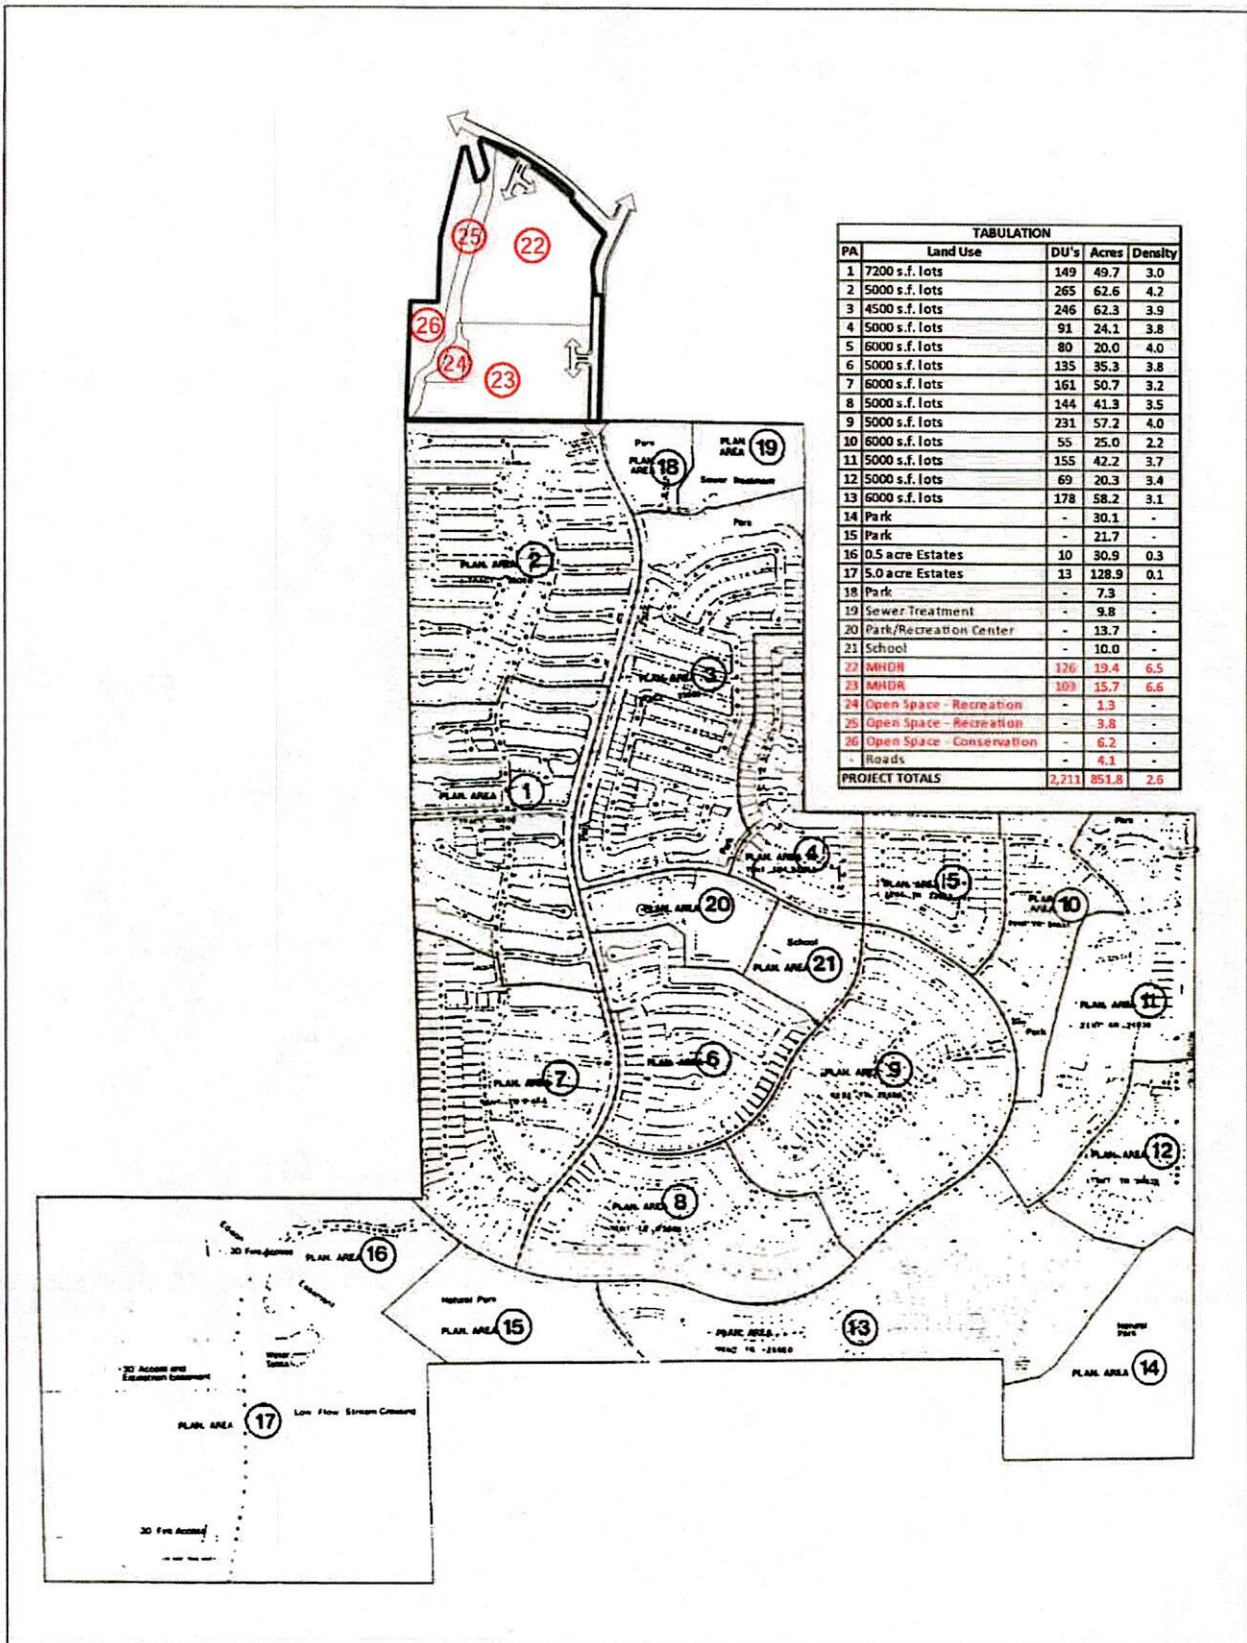 25
22
26
24
23
TABULATION
PA Land Use DU's Acres Density
1 7200 s.f. lots 149 49.7 3.0
2 5000 s.f. lots 265 62.6 4.2
3 4500 s.f. lots 246 62.3 3.9
4 5000 s.f. lots 91 24.1 3.8
5 6000 s.f. lots 80 20.0 4.0
6 5000 s.f. lots 135 35.3 3.8
7 6000 s.f. lots 161 50.7 3.2
8 5000 s.f. lots 144 41.3 3.5
9 5000 s.f. lots 231 57.2 4.0
10 6000 s.f. lots 55 25.0 2.2
11 5000 s.f. lots 155 42.2 3.7
12 5000 s.f. lots 69 20.3 3.4
13 6000 s.f. lots 178 58.2 3.1
14 Park - 30.1 -
15 Park - 21.7 -
16 0.5 acre Estates 10 30.9 0.3
17 5.0 acre Estates 13 128.9 0.1
18 Park - 7.3 -
19 Sewer Treatment - 9.8 -
20 Park/Recreation Center - 13.7 -
21 School - 10.0 -
22 MHDR 126 19.4 6.5
23 MHDR 103 15.7 6.6
24 Open Space - Recreation - 1.3 -
25 Open Space - Recreation - 3.8 -
26 Open Space - Conservation - 6.2 -
- Roads - 4.1 -
PROJECT TOTALS 2,211 851.8 2.6
Park
PLAN. AREA 18
PLAN. AREA 19
Sewer Treatment
Park
PLAN. AREA 2
PLAN. AREA 3
PLAN. AREA 1
Park
Park
PLAN. AREA 4
PLAN. AREA 5
PLAN. AREA 10
PLAN. AREA 20
School
PLAN. AREA 21
PLAN. AREA 11
Park
PLAN. AREA 6
PLAN. AREA 7
PLAN. AREA 9
PLAN. AREA 12
PLAN. AREA 8
Edison
Easement
30 Fire Access
PLAN. AREA 16
Natural Park
PLAN. AREA 15
PLAN. AREA 13
Natural Park
PLAN. AREA 14
Water Tanks
30 Access and
Equestrian Easement
PLAN. AREA 17
Low Flow Stream Crossing
30 Fire Access